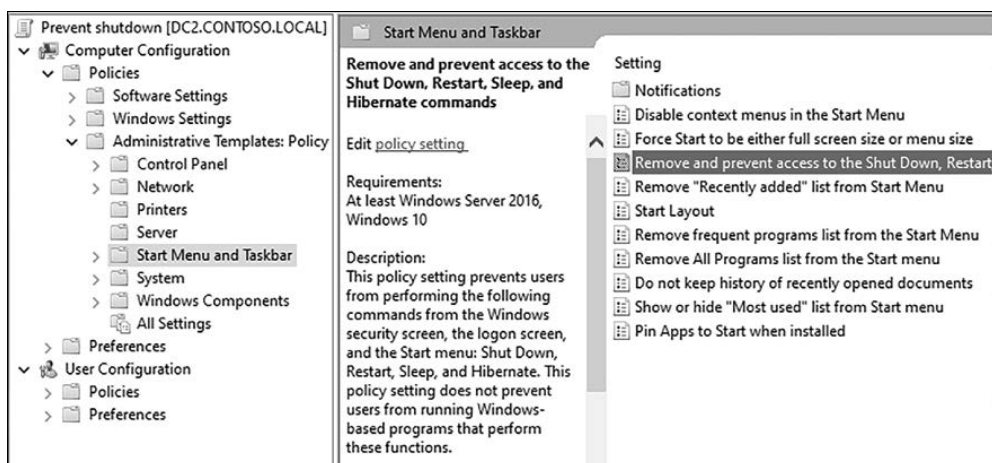 Prevent shutdown [DC2.CONTOSO.LOCAL]
Computer Configuration
Policies
Software Settings
Windows Settings
Administrative Templates: Policy
Control Panel
Network
Printers
Server
Start Menu and Taskbar
System
Windows Components
All Settings
Preferences
User Configuration
Policies
Preferences
Start Menu and Taskbar
Remove and prevent access to the
Shut Down, Restart, Sleep, and
Hibernate commands
Edit policy setting
Requirements:
At least Windows Server 2016,
Windows 10
Description:
This policy setting prevents users
from performing the following
commands from the Windows
security screen, the logon screen,
and the Start menu: Shut Down,
Restart, Sleep, and Hibernate. This
policy setting does not prevent
users from running Windows-
based programs that perform
these functions.
Setting
Notifications
Disable context menus in the Start Menu
Force Start to be either full screen size or menu size
Remove and prevent access to the Shut Down, Restart
Remove "Recently added" list from Start Menu
Start Layout
Remove frequent programs list from the Start Menu
Remove All Programs list from the Start menu
Do not keep history of recently opened documents
Show or hide "Most used" list from Start menu
Pin Apps to Start when installed